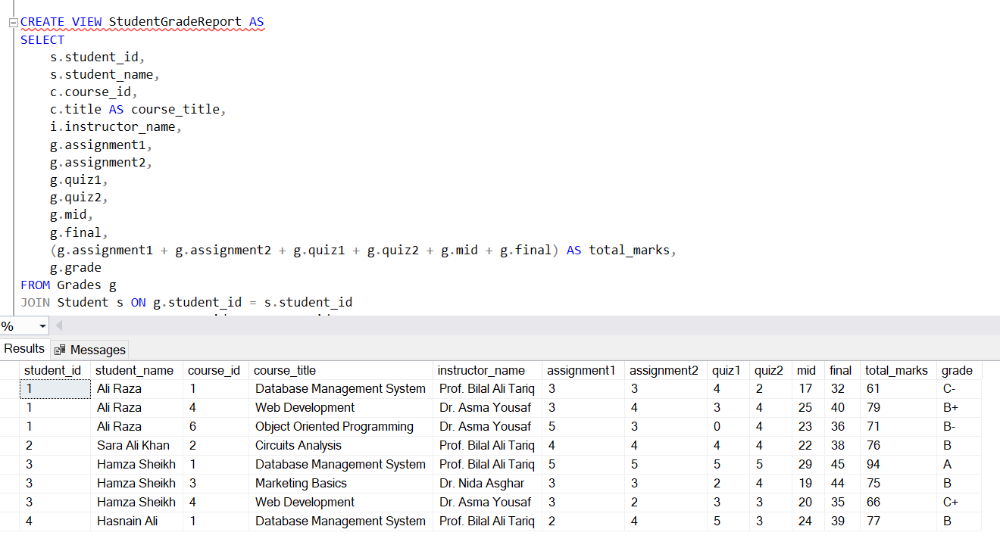 CREATE VIEW StudentGradeReport AS
SELECT
s.student_id,
s.student_name,
c.course_id,
c.title AS course_title,
i.instructor_name,
g.assignment1,
g.assignment2,
g.quiz1,
g.quiz2,
g.mid,
g.final,
(g.assignment1 + g.assignment2 + g.quiz1 + g.quiz2 + g.mid + g.final) AS total_marks,
g.grade
FROM Grades g
JOIN Student s ON g.student_id = s.student_id
%
Results Messages
student_id student_name course_id course_title instructor_name assignment1 assignment2 quiz1 quiz2 mid final total_marks grade
1 Ali Raza 1 Database Management System Prof. Bilal Ali Tariq 3 3 4 2 17 32 61 C-
1 Ali Raza 4 Web Development Dr. Asma Yousaf 3 4 3 4 25 40 79 B+
1 Ali Raza 6 Object Oriented Programming Dr. Asma Yousaf 5 3 0 4 23 36 71 B-
2 Sara Ali Khan 2 Circuits Analysis Prof. Bilal Ali Tariq 4 4 4 4 22 38 76 B
3 Hamza Sheikh 1 Database Management System Prof. Bilal Ali Tariq 5 5 5 5 29 45 94 A
3 Hamza Sheikh 3 Marketing Basics Dr. Nida Asghar 3 3 2 4 19 44 75 B
3 Hamza Sheikh 4 Web Development Dr. Asma Yousaf 3 2 3 3 20 35 66 C+
4 Hasnain Ali 1 Database Management System Prof. Bilal Ali Tariq 2 4 5 3 24 39 77 B